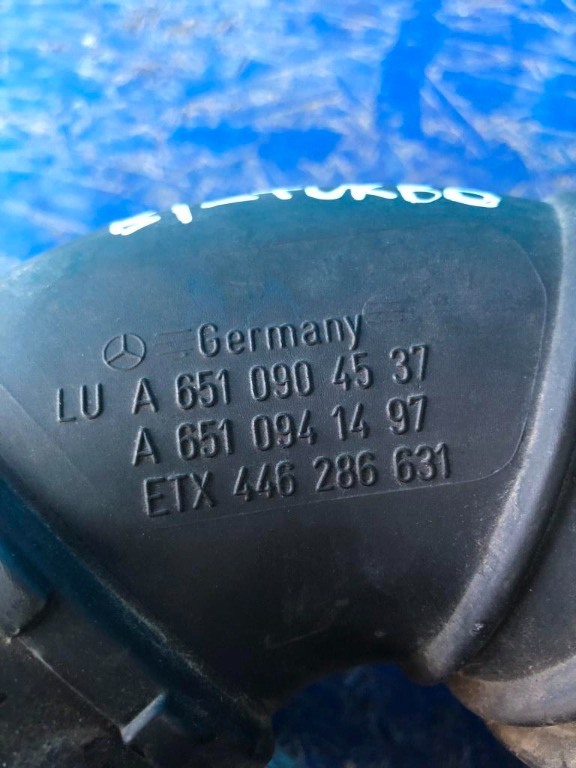 Germany
LU A 651 090 45 37
A 651 094 14 97
ETX 446 286 631